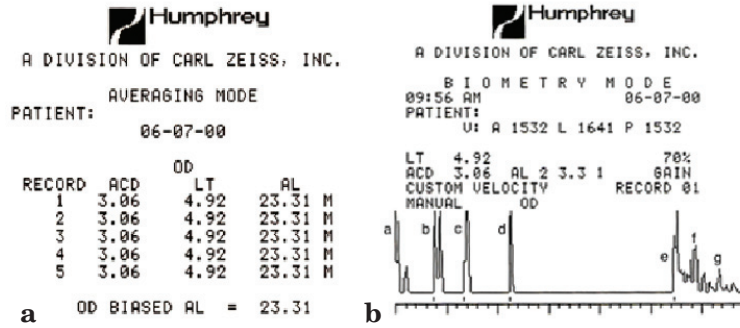 Humphrey
A DIVISION OF CARL ZEISS, INC.
AVERAGING MODE
PATIENT:
06-07-00
OD
RECORD ACD LT AL
1 3.06 4.92 23.31 M
2 3.06 4.92 23.31 M
3 3.06 4.92 23.31 M
4 3.06 4.92 23.31 M
5 3.06 4.92 23.31 M
OD BIASED AL = 23.31
a
Humphrey
A DIVISION OF CARL ZEISS, INC.
BIOMETRY MODE
09:56 AM 06-07-00
PATIENT:
V: A 1532 L 1641 P 1532
LT 4.92 70%
ACD 3.06 AL 2 3.3 1 GAIN
CUSTOM VELOCITY RECORD 01
MANUAL OD
a b c d e f g
b